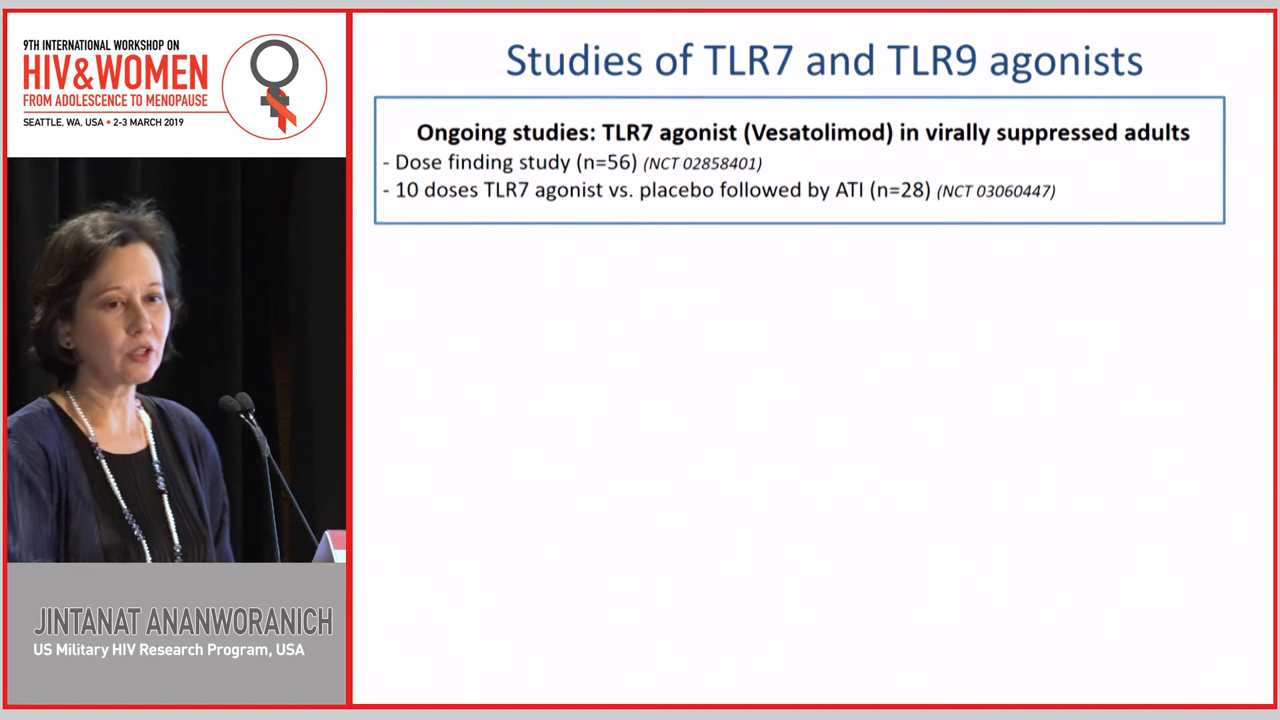 9TH INTERNATIONAL WORKSHOP ON
HIV&WOMEN
FROM ADOLESCENCE TO MENOPAUSE
SEATTLE, WA, USA • 2-3 MARCH 2019
JINTANAT ANANWORANICH
US Military HIV Research Program, USA
Studies of TLR7 and TLR9 agonists
Ongoing studies: TLR7 agonist (Vesatolimod) in virally suppressed adults
- Dose finding study (n=56) (NCT 02858401)
- 10 doses TLR7 agonist vs. placebo followed by ATI (n=28) (NCT 03060447)